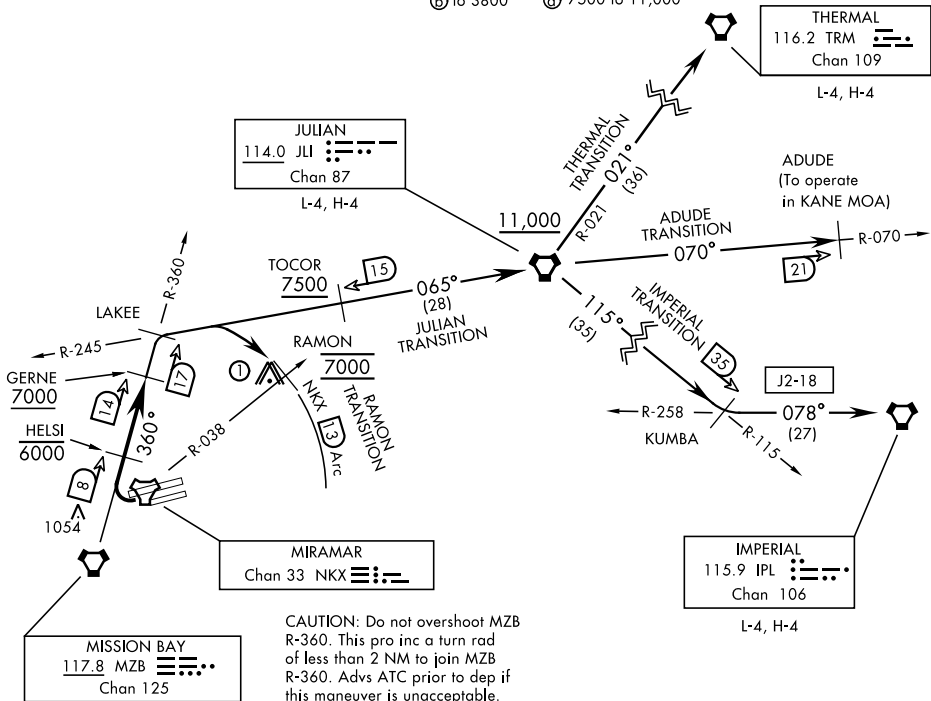 ⓑ to 3800 ⓓ 7500 to 11,000
THERMAL
116.2 TRM
Chan 109
L-4, H-4
JULIAN
114.0 JLI
Chan 87
L-4, H-4
THERMAL
TRANSITION
021°
(36)
R-021
ADUDE
(To operate
in KANE MOA)
11,000
ADUDE
TRANSITION
070°
R-070
21
TOCOR
7500
15
065°
(28)
JULIAN
TRANSITION
R-360
LAKEE
R-245
GERNE
7000
17
14
HELSI
6000
360°
8
1054
1
RAMON
7000
RAMON
TRANSITION
NKX 13 Arc
R-038
115°
(35)
IMPERIAL
TRANSITION
35
J2-18
R-258
078°
(27)
KUMBA
R-115
MIRAMAR
Chan 33 NKX
IMPERIAL
115.9 IPL
Chan 106
L-4, H-4
MISSION BAY
117.8 MZB
Chan 125
CAUTION: Do not overshoot MZB
R-360. This pro inc a turn rad
of less than 2 NM to join MZB
R-360. Advs ATC prior to dep if
this maneuver is unacceptable.